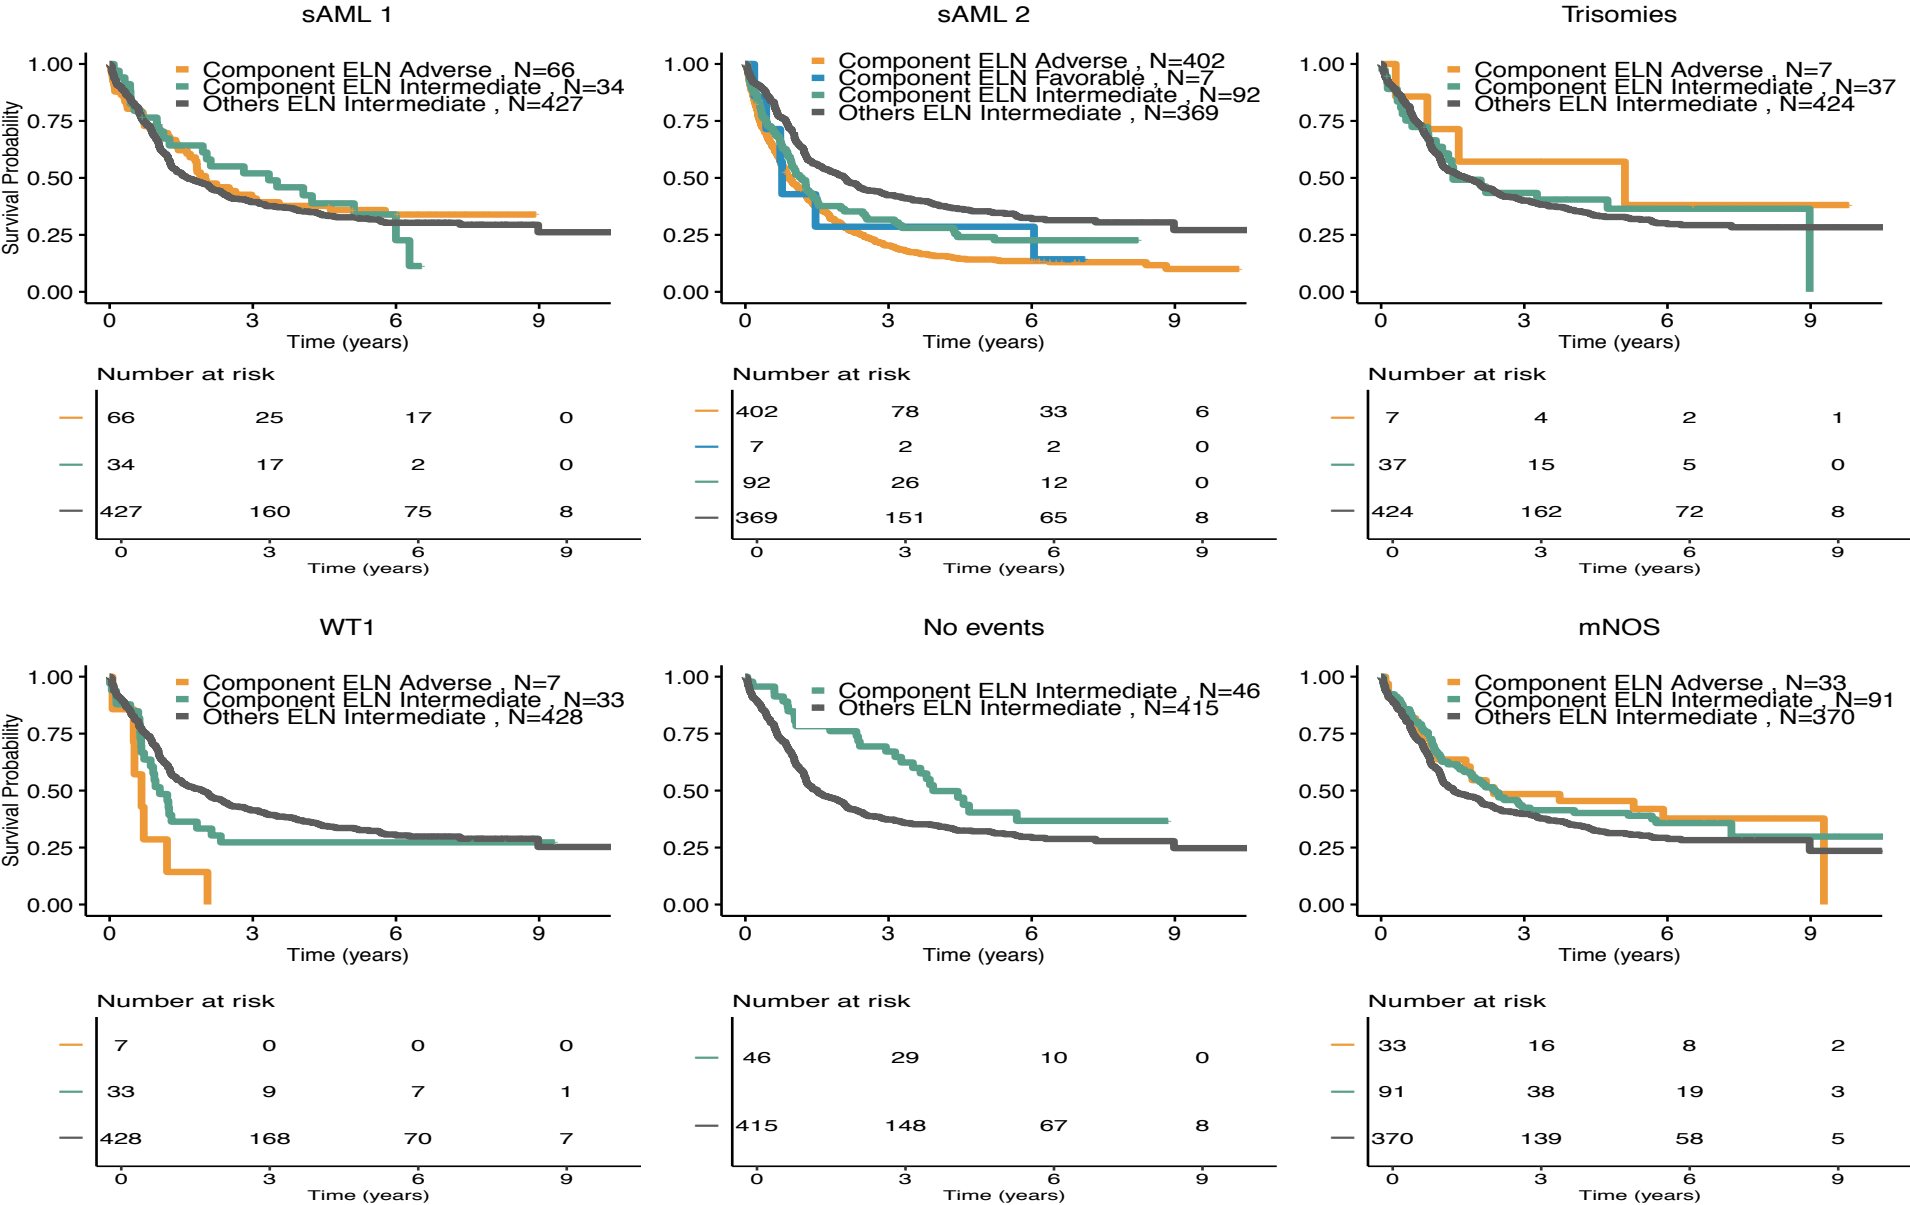 sAML 1
Component ELN Adverse , N=66
Component ELN Intermediate , N=34
Others ELN Intermediate , N=427
Survival Probability
1.00
0.75
0.50
0.25
0.00
0 3 6 9
Time (years)
Number at risk
66 25 17 0
34 17 2 0
427 160 75 8
0 3 6 9
Time (years)
sAML 2
Component ELN Adverse , N=402
Component ELN Favorable , N=7
Component ELN Intermediate , N=92
Others ELN Intermediate , N=369
1.00
0.75
0.50
0.25
0.00
0 3 6 9
Time (years)
Number at risk
402 78 33 6
7 2 2 0
92 26 12 0
369 151 65 8
0 3 6 9
Time (years)
Trisomies
Component ELN Adverse , N=7
Component ELN Intermediate , N=37
Others ELN Intermediate , N=424
1.00
0.75
0.50
0.25
0.00
0 3 6 9
Time (years)
Number at risk
7 4 2 1
37 15 5 0
424 162 72 8
0 3 6 9
Time (years)
WT1
Component ELN Adverse , N=7
Component ELN Intermediate , N=33
Others ELN Intermediate , N=428
Survival Probability
1.00
0.75
0.50
0.25
0.00
0 3 6 9
Time (years)
Number at risk
7 0 0 0
33 9 7 1
428 168 70 7
0 3 6 9
Time (years)
No events
Component ELN Intermediate , N=46
Others ELN Intermediate , N=415
1.00
0.75
0.50
0.25
0.00
0 3 6 9
Time (years)
Number at risk
46 29 10 0
415 148 67 8
0 3 6 9
Time (years)
mNOS
Component ELN Adverse , N=33
Component ELN Intermediate , N=91
Others ELN Intermediate , N=370
1.00
0.75
0.50
0.25
0.00
0 3 6 9
Time (years)
Number at risk
33 16 8 2
91 38 19 3
370 139 58 5
0 3 6 9
Time (years)